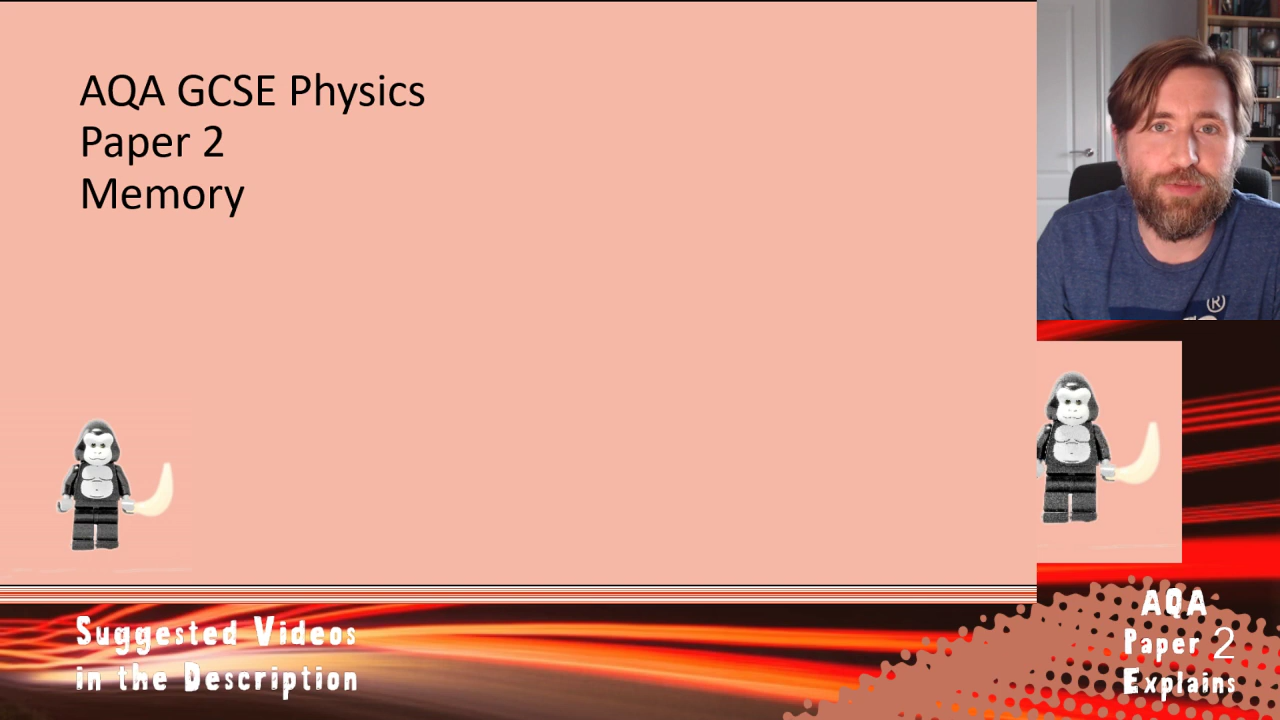 AQA GCSE Physics
Paper 2
Memory
®
Suggested Videos
in the Description
AQA
Paper 2
Explains